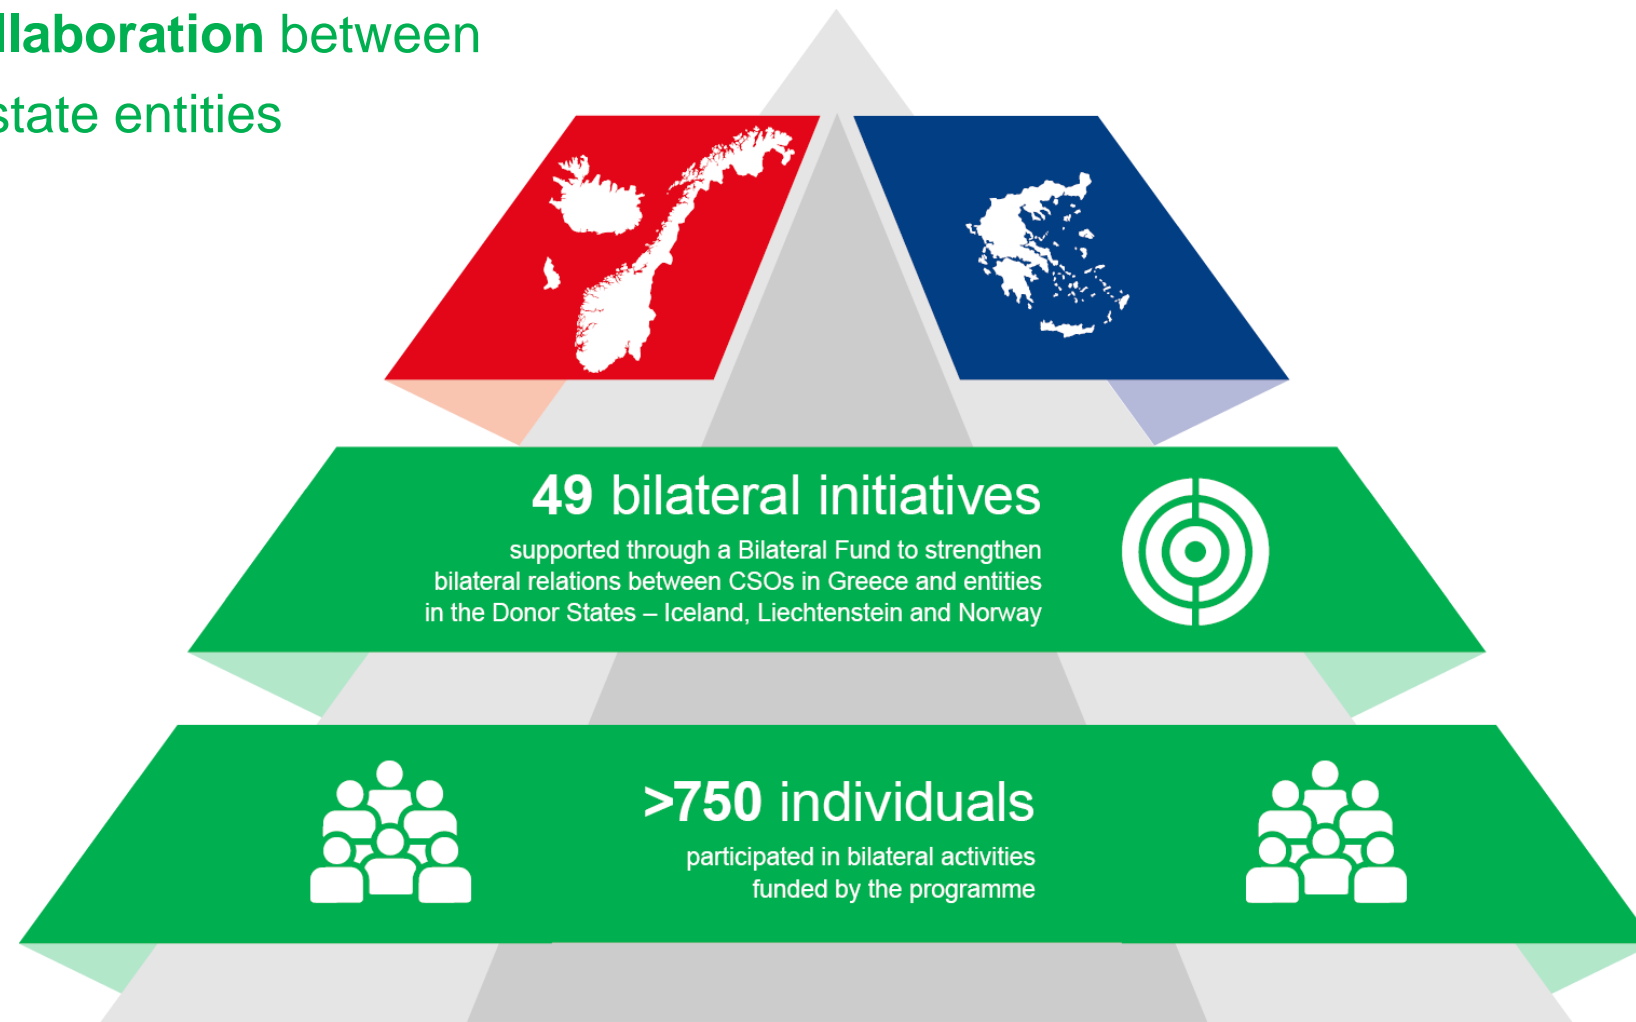 llaboration between
state entities
49 bilateral initiatives
supported through a Bilateral Fund to strengthen
bilateral relations between CSOs in Greece and entities
in the Donor States – Iceland, Liechtenstein and Norway
>750 individuals
participated in bilateral activities
funded by the programme